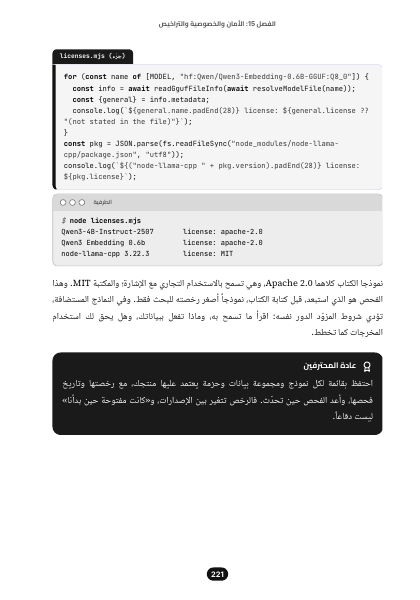 الفصل 15: الأمان والخصوصية والتراخيص
licenses.mjs (جزء)
for (const name of [MODEL, "hf:Qwen/Qwen3-Embedding-0.6B-GGUF:Q8_0"]) {
  const info = await readGgufFileInfo(await resolveModelFile(name));
  const {general} = info.metadata;
  console.log(`${general.name.padEnd(28)} license: ${general.license ??
"(not stated in the file)"}`);
}
const pkg = JSON.parse(fs.readFileSync("node_modules/node-llama-
cpp/package.json", "utf8"));
console.log(`${("node-llama-cpp " + pkg.version).padEnd(28)} license:
${pkg.license}`);
الطرفية
$ node licenses.mjs
Qwen3-4B-Instruct-2507       license: apache-2.0
Qwen3 Embedding 0.6b         license: apache-2.0
node-llama-cpp 3.22.3        license: MIT
نموذجا الكتاب كلاهما Apache 2.0، وهي تسمح بالاستخدام التجاري مع الإشارة؛ والمكتبة MIT. وهذا
الفحص هو الذي استبعد، قبل كتابة الكتاب، نموذجاً أصغر رخصته للبحث فقط. وفي النماذج المستضافة،
تؤدي شروط المزوّد الدور نفسه: اقرأ ما تسمح به، وماذا تفعل ببياناتك، وهل يحق لك استخدام
المخرجات كما تخطط.
عادة المحترفين
احتفظ بقائمة لكل نموذج ومجموعة بيانات وحزمة يعتمد عليها منتجك، مع رخصتها وتاريخ
فحصها، وأعد الفحص حين تحدّث. فالرخص تتغير بين الإصدارات، و«كانت مفتوحة حين بدأنا»
ليست دفاعاً.
221